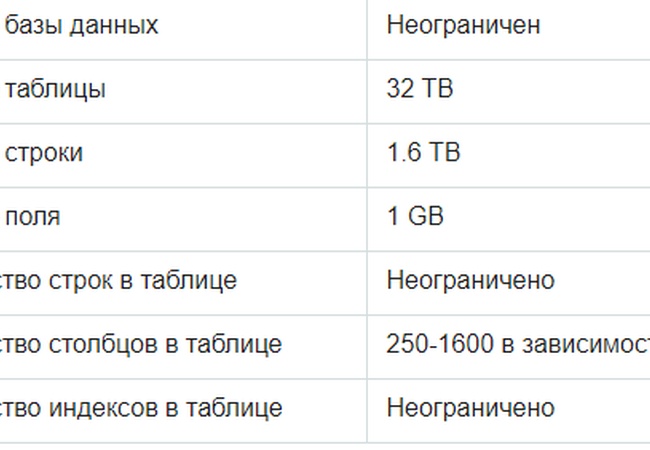 базы данных Неограничен
таблицы 32 TB
строки 1.6 TB
поля 1 GB
ство строк в таблице Неограничено
ство столбцов в таблице 250-1600 в зависимост
ство индексов в таблице Неограничено